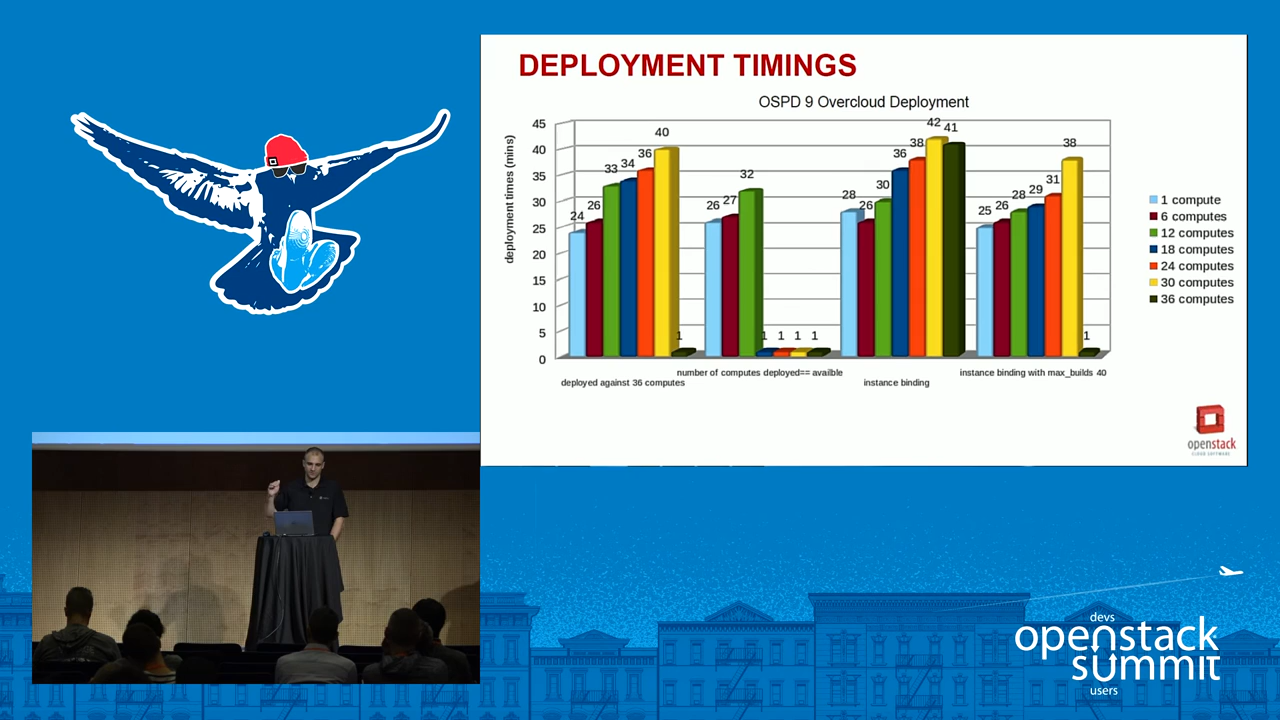 DEPLOYMENT TIMINGS
OSPD 9 Overcloud Deployment
deployment times (mins)
45
40
35
30
25
20
15
10
5
0
24 26 33 34 36 40 1
26 27 32 1 1 1 1
28 26 30 36 38 42 41
25 26 28 29 31 38 1
deployed against 36 computes
number of computes deployed== availble
instance binding
instance binding with max_builds 40
1 compute
6 computes
12 computes
18 computes
24 computes
30 computes
36 computes
openstack
CLOUD SOFTWARE
devs
openstack
summit
users